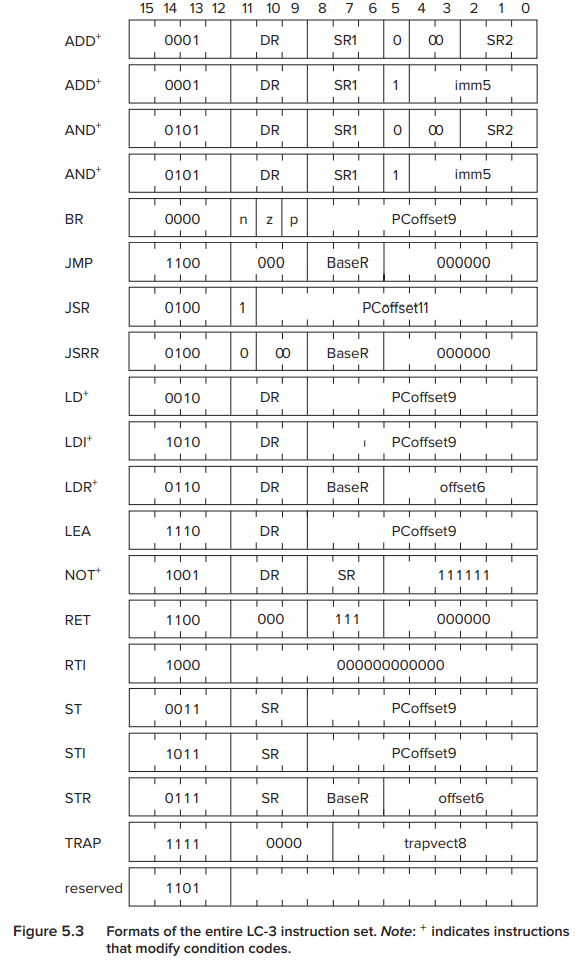 15 14 13 12 11 10 9 8 7 6 5 4 3 2 1 0
ADD+ 0001 DR SR1 0 00 SR2
ADD+ 0001 DR SR1 1 imm5
AND+ 0101 DR SR1 0 00 SR2
AND+ 0101 DR SR1 1 imm5
BR 0000 n z p PCoffset9
JMP 1100 000 BaseR 000000
JSR 0100 1 PCoffset11
JSRR 0100 0 00 BaseR 000000
LD+ 0010 DR PCoffset9
LDI+ 1010 DR PCoffset9
LDR+ 0110 DR BaseR offset6
LEA 1110 DR PCoffset9
NOT+ 1001 DR SR 111111
RET 1100 000 111 000000
RTI 1000 000000000000
ST 0011 SR PCoffset9
STI 1011 SR PCoffset9
STR 0111 SR BaseR offset6
TRAP 1111 0000 trapvect8
reserved 1101
Figure 5.3 Formats of the entire LC-3 instruction set. Note: + indicates instructions
that modify condition codes.